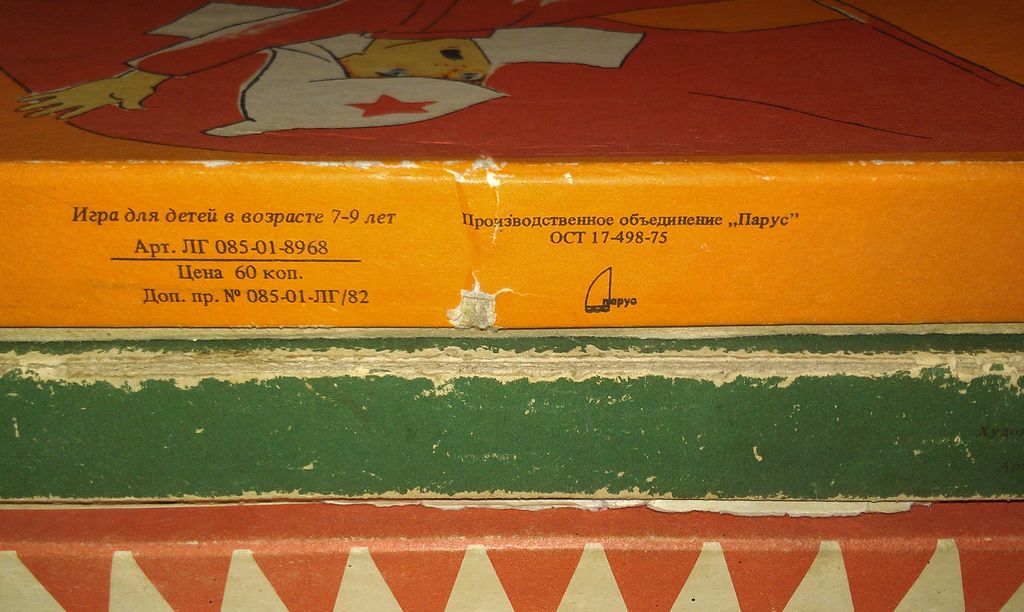 Игра для детей в возрасте 7-9 лет
Арт. ЛГ 085-01-8968
Цена 60 коп.
Доп. пр. № 085-01-ЛГ/82
Производственное объединение „Парус”
ОСТ 17-498-75
парус